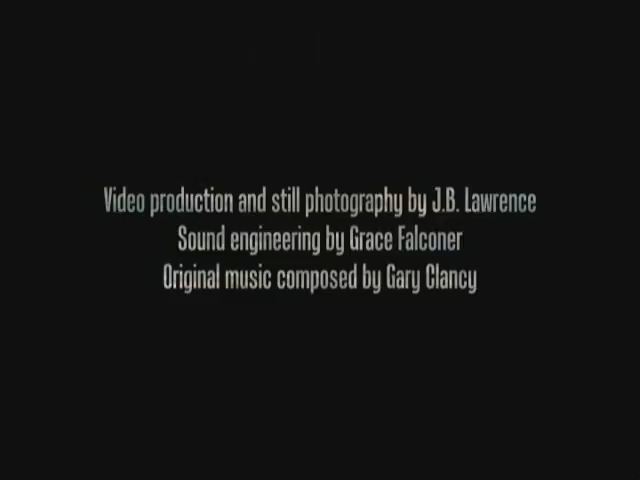 Video production and still photography by J.B. Lawrence
Sound engineering by Grace Falconer
Original music composed by Gary Clancy